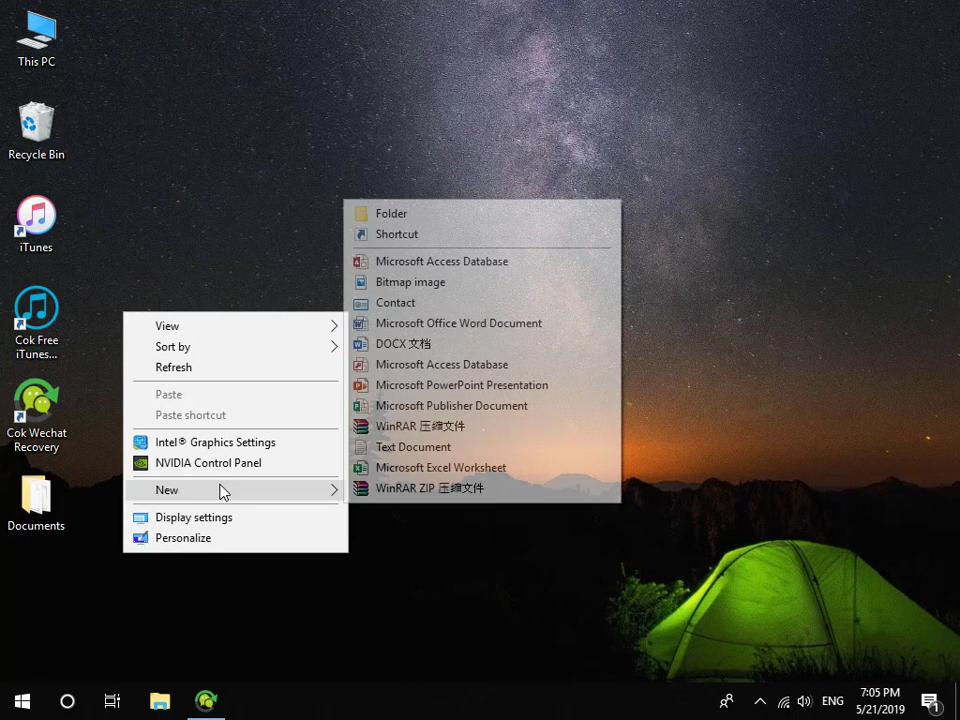 This PC
Recycle Bin
iTunes
Cok Free
iTunes...
Cok Wechat
Recovery
Documents
View
Sort by
Refresh
Paste
Paste shortcut
Intel® Graphics Settings
NVIDIA Control Panel
New
Display settings
Personalize
Folder
Shortcut
Microsoft Access Database
Bitmap image
Contact
Microsoft Office Word Document
DOCX 文档
Microsoft Access Database
Microsoft PowerPoint Presentation
Microsoft Publisher Document
WinRAR 压缩文件
Text Document
Microsoft Excel Worksheet
WinRAR ZIP 压缩文件
ENG
7:05 PM
5/21/2019
1